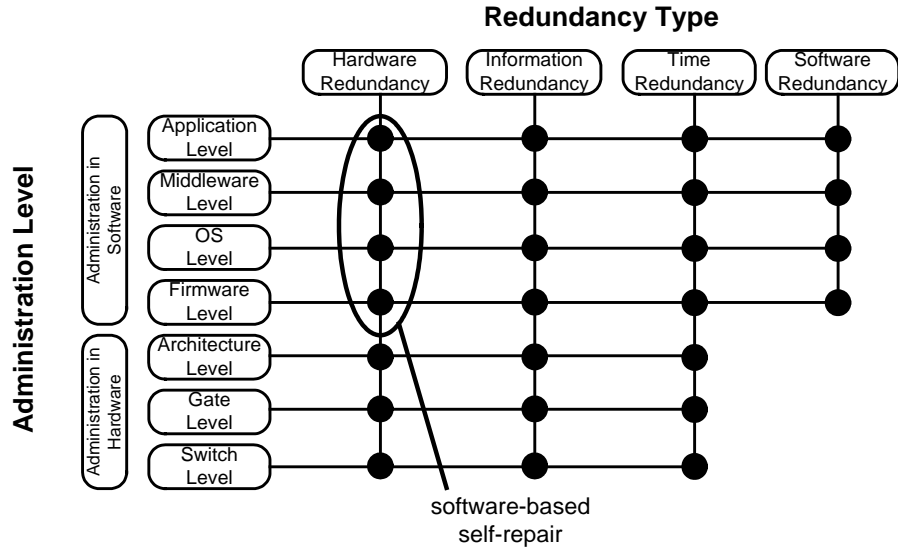 Redundancy Type
Hardware
Redundancy
Information
Redundancy
Time
Redundancy
Software
Redundancy
Administration Level
Administration in
Software
Application
Level
Middleware
Level
OS
Level
Firmware
Level
Administration in
Hardware
Architecture
Level
Gate
Level
Switch
Level
software-based
self-repair